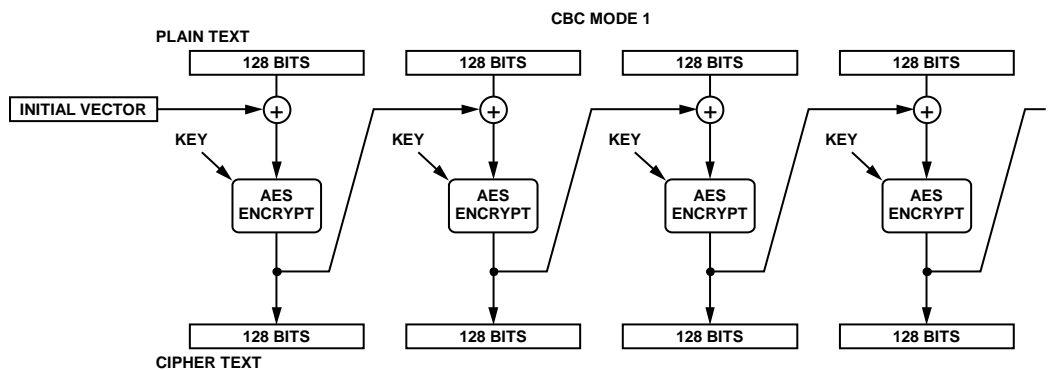 CBC MODE 1
PLAIN TEXT
128 BITS 128 BITS 128 BITS 128 BITS
INITIAL VECTOR + + + +
KEY KEY KEY KEY
AES AES AES AES
ENCRYPT ENCRYPT ENCRYPT ENCRYPT
128 BITS 128 BITS 128 BITS 128 BITS
CIPHER TEXT